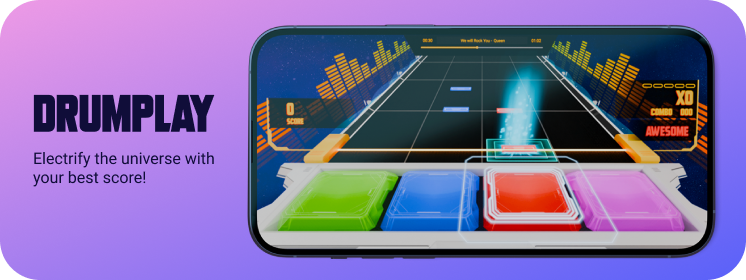 DRUMPLAY
Electrify the universe with
your best score!
00:00 We will Rock You - Queen 01:02
0
SCORE
X0
COMBO 000
AWESOME